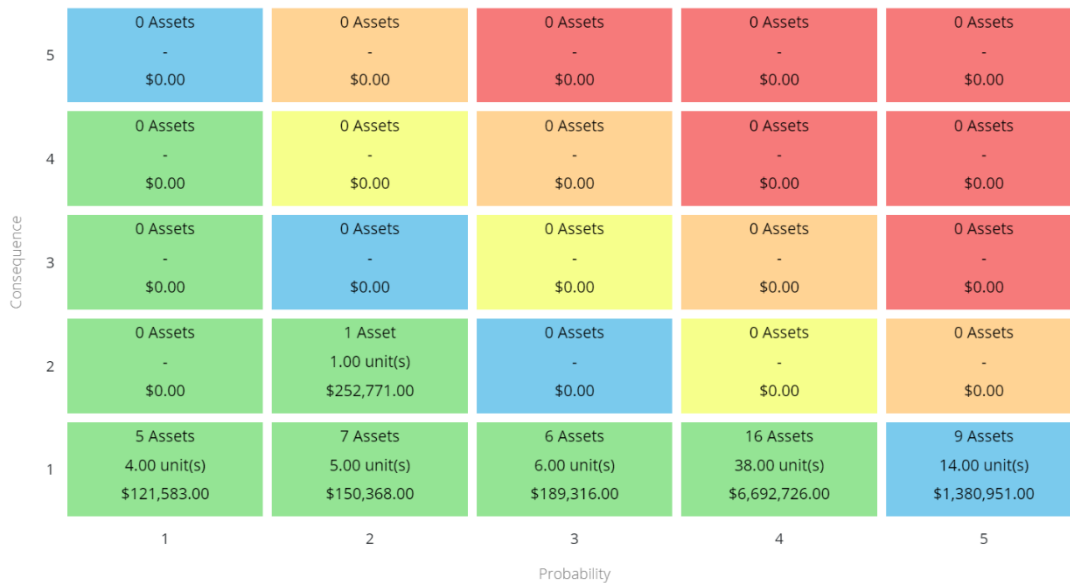 0 Assets
-
$0.00
0 Assets
-
$0.00
0 Assets
-
$0.00
0 Assets
-
$0.00
0 Assets
-
$0.00
5
0 Assets
-
$0.00
0 Assets
-
$0.00
0 Assets
-
$0.00
0 Assets
-
$0.00
0 Assets
-
$0.00
4
0 Assets
-
$0.00
0 Assets
-
$0.00
0 Assets
-
$0.00
0 Assets
-
$0.00
0 Assets
-
$0.00
3
Consequence
0 Assets
-
$0.00
1 Asset
1.00 unit(s)
$252,771.00
0 Assets
-
$0.00
0 Assets
-
$0.00
0 Assets
-
$0.00
2
5 Assets
4.00 unit(s)
$121,583.00
7 Assets
5.00 unit(s)
$150,368.00
6 Assets
6.00 unit(s)
$189,316.00
16 Assets
38.00 unit(s)
$6,692,726.00
9 Assets
14.00 unit(s)
$1,380,951.00
1
1
2
3
4
5
Probability